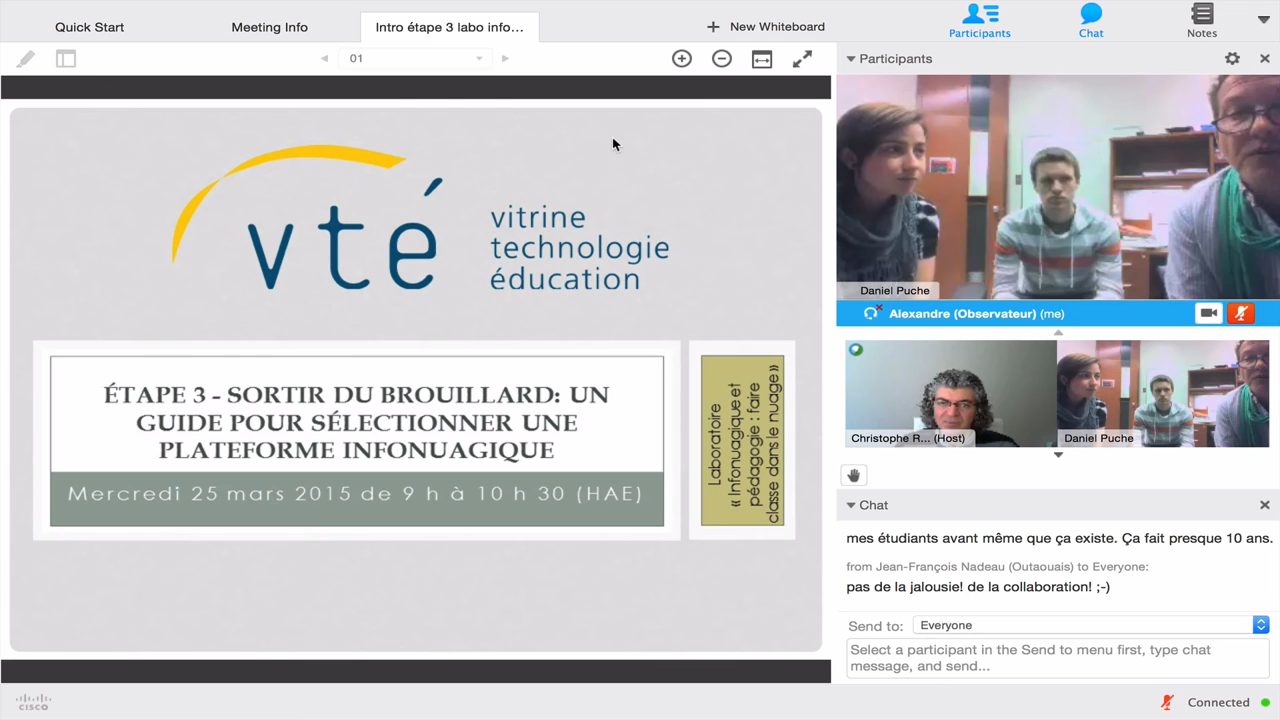 Quick Start
Meeting Info
Intro étape 3 labo info...
New Whiteboard
Participants
Chat
Notes
01
Participants
vté
vitrine
technologie
éducation
ÉTAPE 3 - SORTIR DU BROUILLARD: UN
GUIDE POUR SÉLECTIONNER UNE
PLATEFORME INFONUAGIQUE
Mercredi 25 mars 2015 de 9 h à 10 h 30 (HAE)
Laboratoire
« Infonuagique et
pédagogie : faire
classe dans le nuage»
Daniel Puche
Alexandre (Observateur) (me)
Christophe R... (Host)
Daniel Puche
Chat
mes étudiants avant même que ça existe. Ça fait presque 10 ans.
from Jean-François Nadeau (Outaouais) to Everyone:
pas de la jalousie! de la collaboration! ;-)
Send to:
Everyone
Select a participant in the Send to menu first, type chat
message, and send...
cisco
Connected